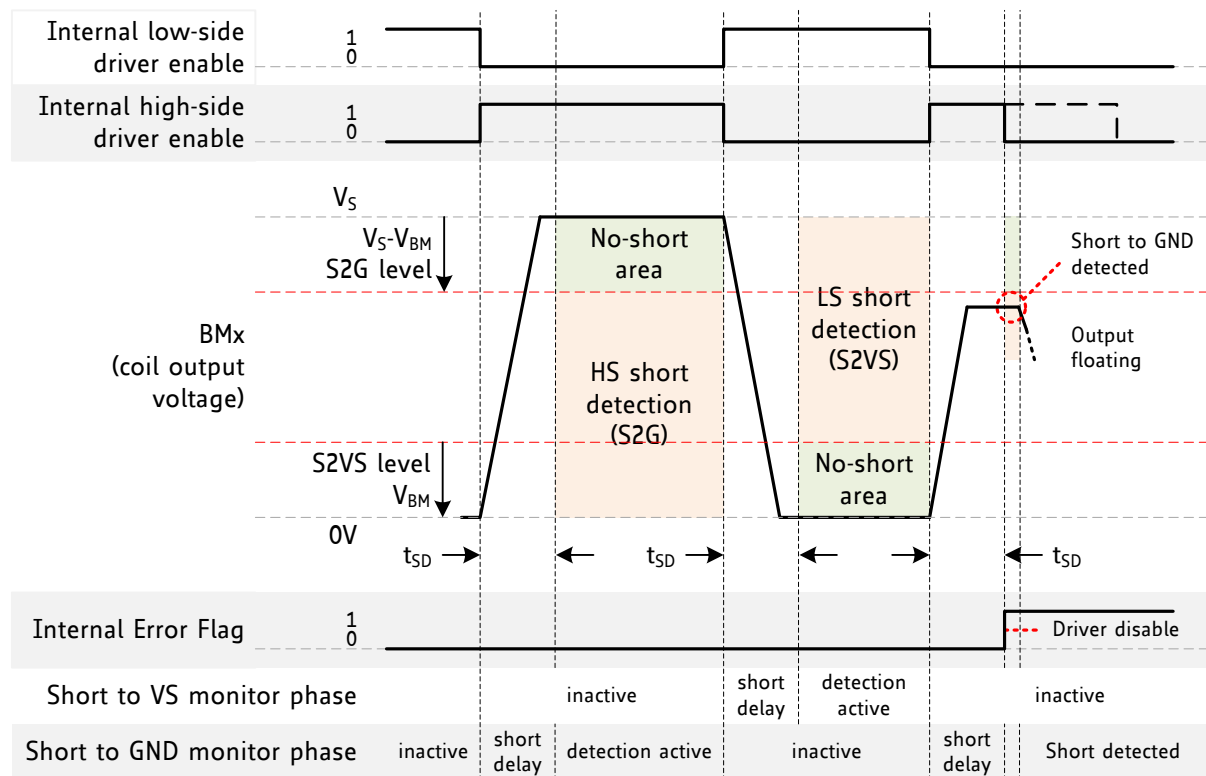 Internal low-side
driver enable
1
0
Internal high-side
driver enable
1
0
VS
VS-VBM
S2G level
No-short
area
Short to GND
detected
LS short
detection
(S2VS)
BMx
(coil output
voltage)
HS short
detection
(S2G)
Output
floating
S2VS level
VBM
No-short
area
0V
tSD
tSD
tSD
Internal Error Flag
1
0
Driver disable
Short to VS monitor phase
inactive
short
delay
detection
active
inactive
Short to GND monitor phase
inactive
short
delay
detection active
inactive
short
delay
Short detected